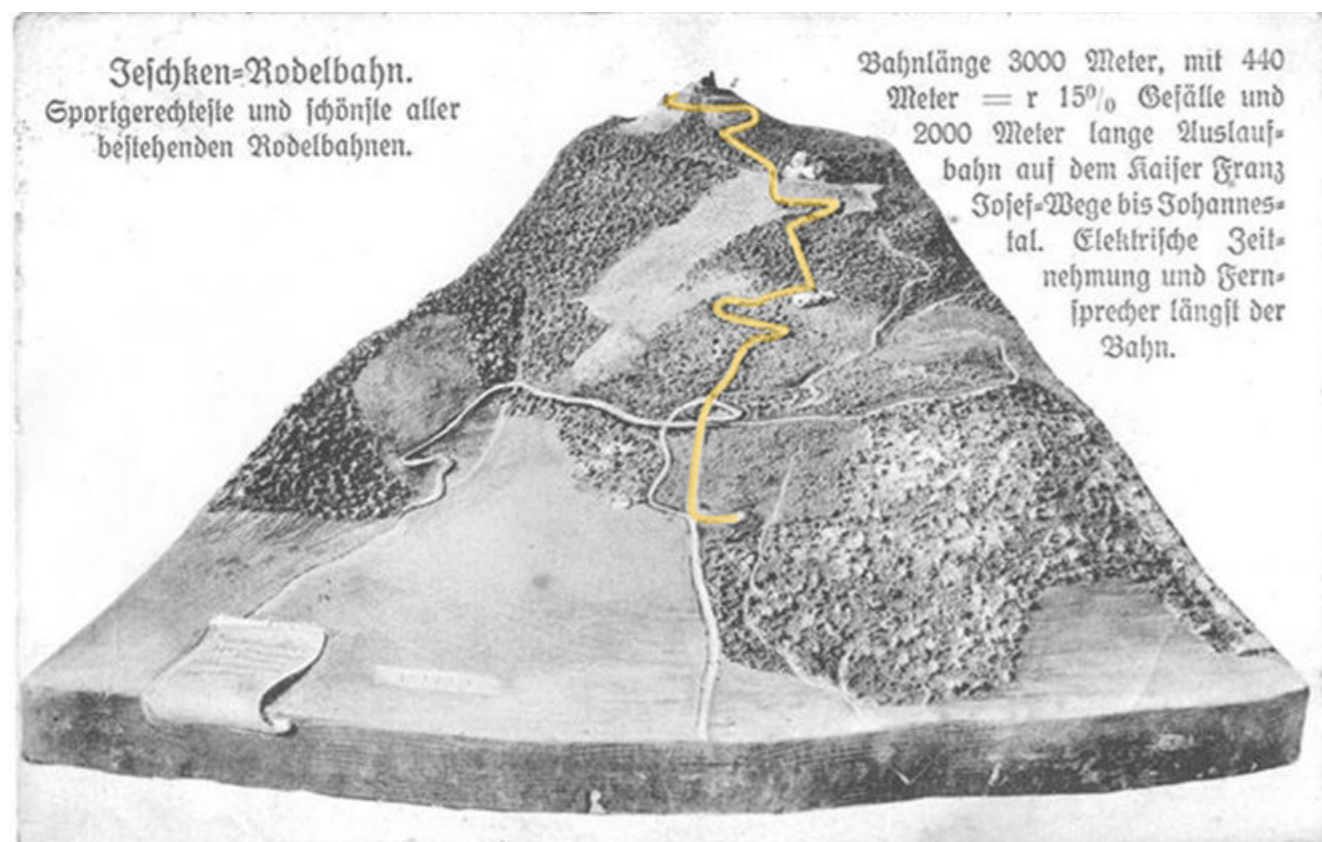 Jeschken=Rodelbahn.
Sportgerechteste und schönste aller
bestehenden Rodelbahnen.
Bahnlänge 3000 Meter, mit 440
Meter = r 15% Gefälle und
2000 Meter lange Auslauf=
bahn auf dem Kaiser Franz
Josef=Wege bis Johannes=
tal. Elektrische Zeit=
nehmung und Fern=
sprecher längst der
Bahn.